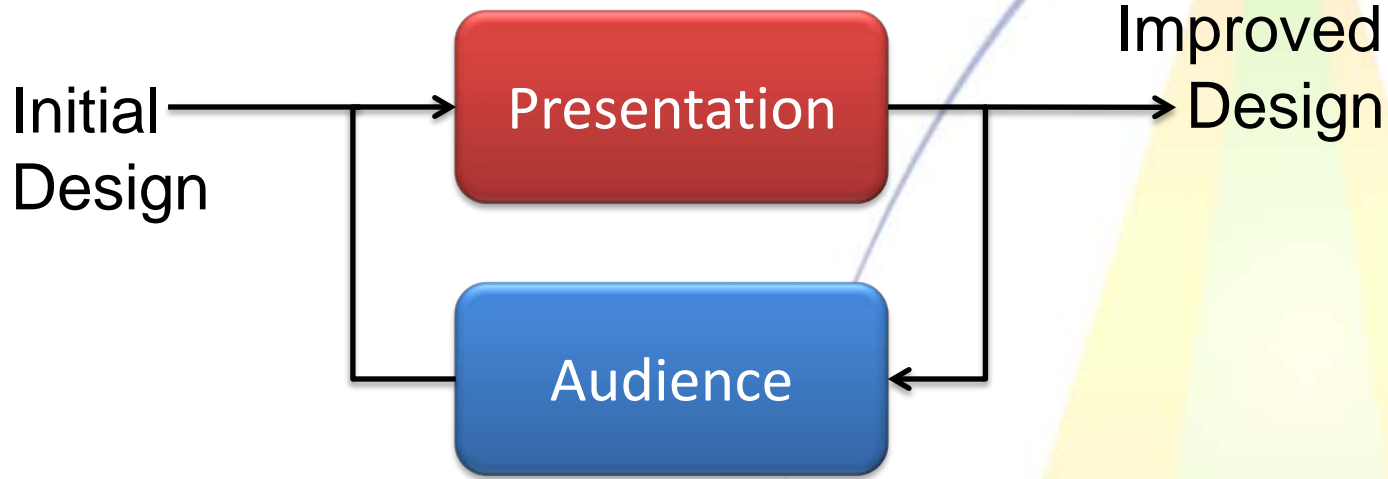 Initial
Design
Presentation
Improved
Design
Audience